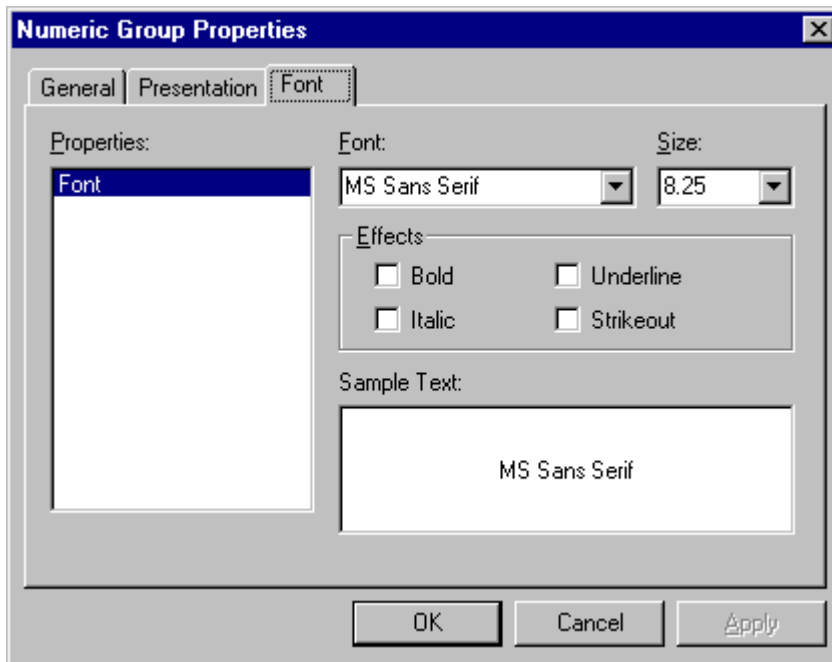 Numeric Group Properties
General Presentation Font
Properties: Font: Size:
Font MS Sans Serif 8.25
Effects
Bold Underline
Italic Strikeout
Sample Text:
MS Sans Serif
OK Cancel Apply